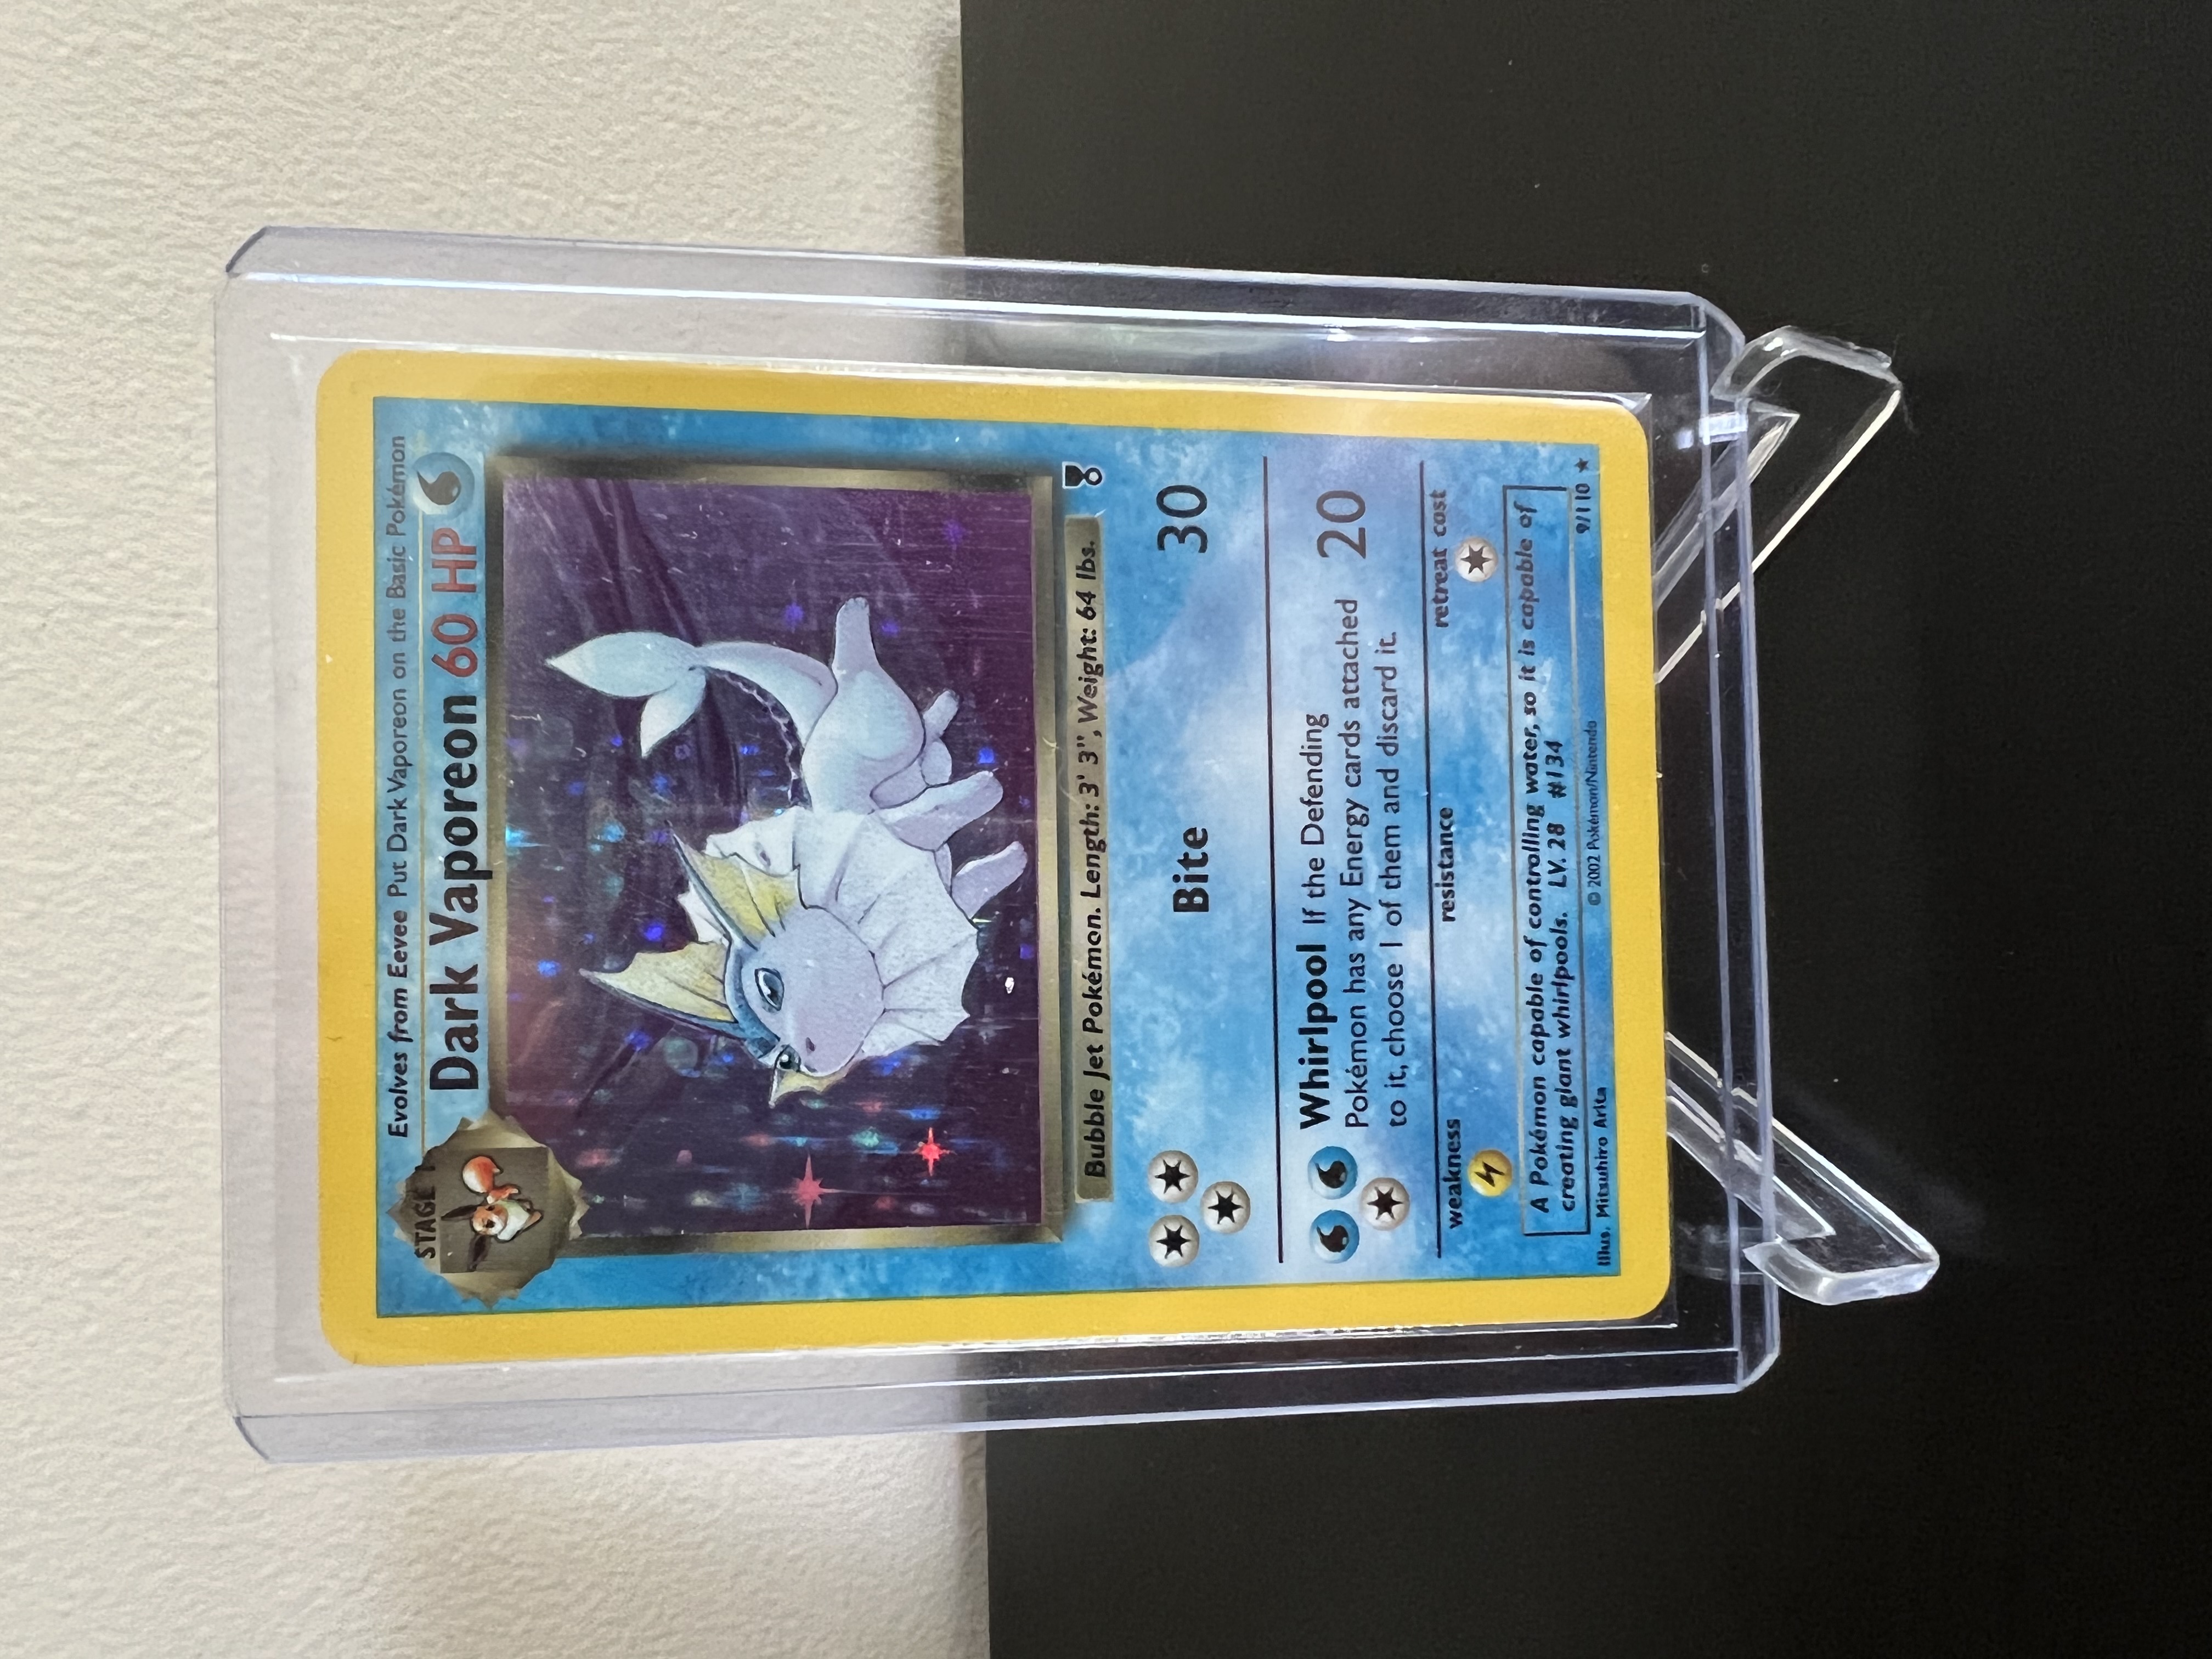 Evolves from Eevee Put Dark Vaporeon on the Basic Pokémon
STAGE 1
Dark Vaporeon 60 HP
Bubble Jet Pokémon. Length: 3' 3", Weight: 64 lbs.
Bite 30
Whirlpool If the Defending
Pokémon has any Energy cards attached
to it, choose 1 of them and discard it.
20
weakness resistance retreat cost
A Pokémon capable of controlling water, so it is capable of
creating giant whirlpools. LV. 28 #134
Illus. Mitsuhiro Arita © 2002 Pokémon/Nintendo 9/110 ★